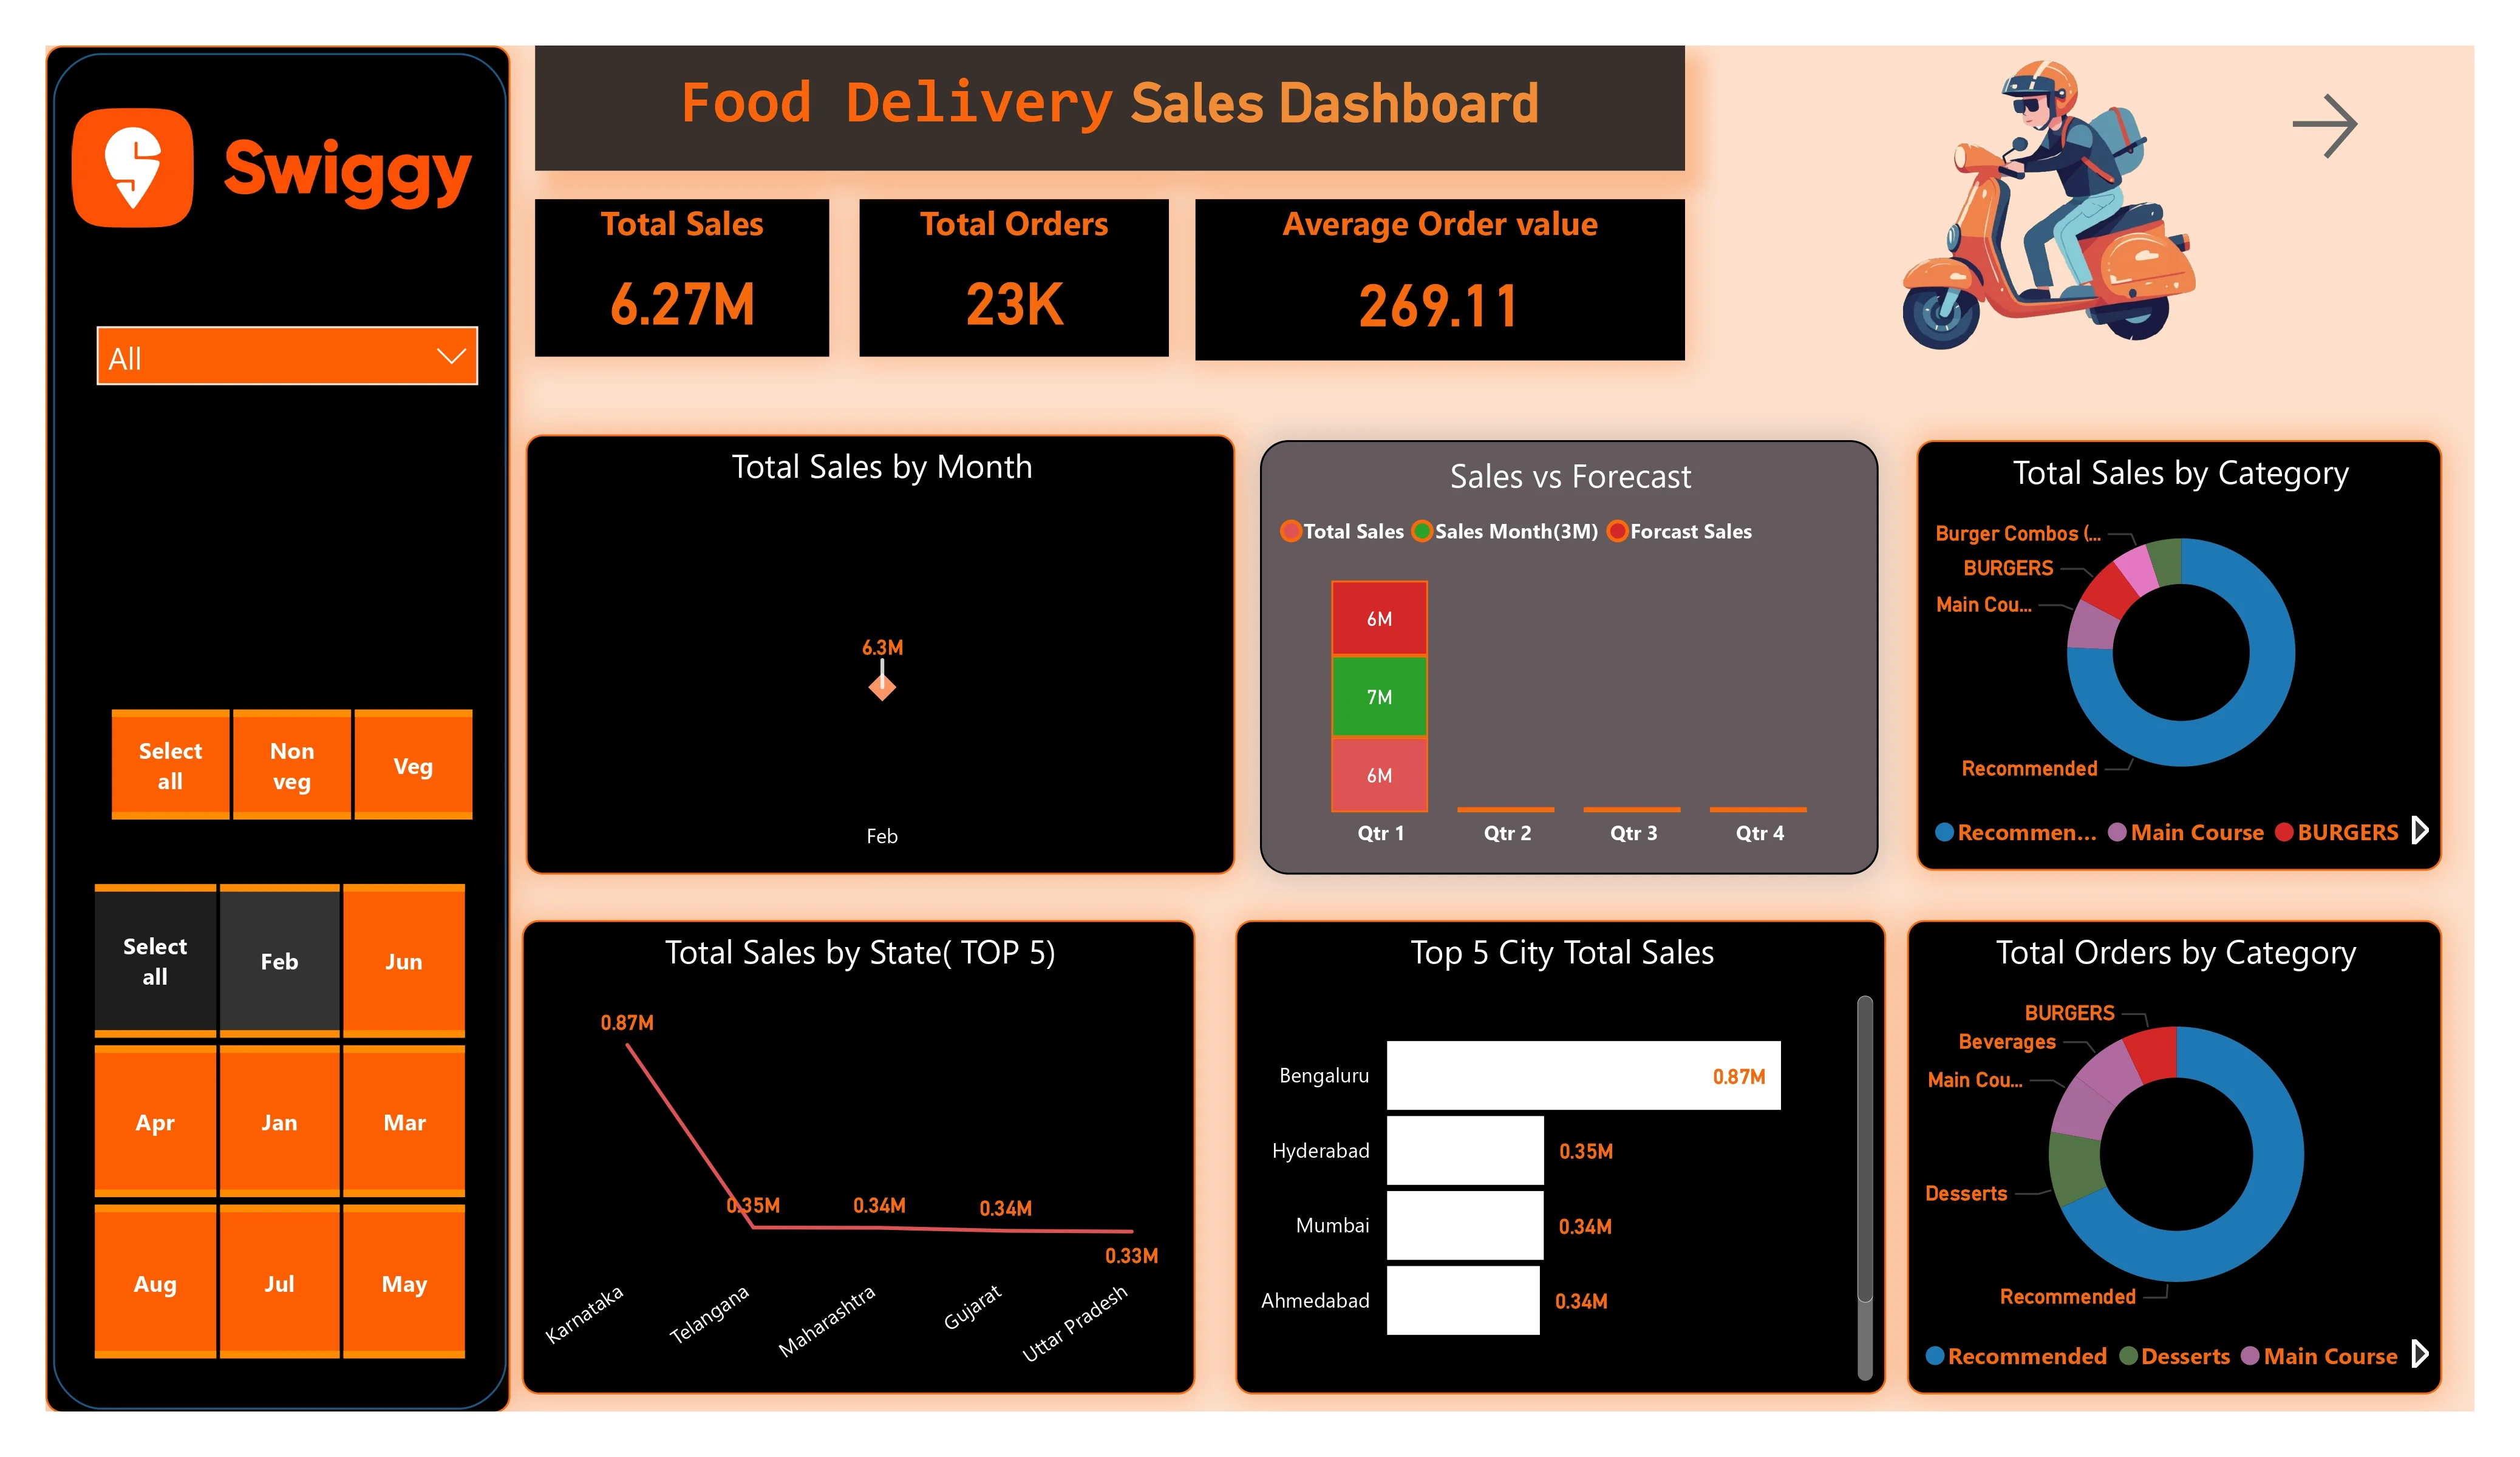 Swiggy
All
Select
all
Non
veg
Veg
Select
all
Feb
Jun
Apr
Jan
Mar
Aug
Jul
May
Food Delivery Sales Dashboard
Total Sales
6.27M
Total Orders
23K
Average Order value
269.11
Total Sales by Month
6.3M
Feb
Sales vs Forecast
Total Sales
Sales Month(3M)
Forcast Sales
6M
7M
6M
Qtr 1
Qtr 2
Qtr 3
Qtr 4
Total Sales by Category
Burger Combos (...
BURGERS
Main Cou...
Recommended
Recommen...
Main Course
BURGERS
Total Sales by State( TOP 5)
0.87M
0.35M
0.34M
0.34M
0.33M
Karnataka
Telangana
Maharashtra
Gujarat
Uttar Pradesh
Top 5 City Total Sales
Bengaluru
0.87M
Hyderabad
0.35M
Mumbai
0.34M
Ahmedabad
0.34M
Total Orders by Category
BURGERS
Beverages
Main Cou...
Desserts
Recommended
Recommended
Desserts
Main Course